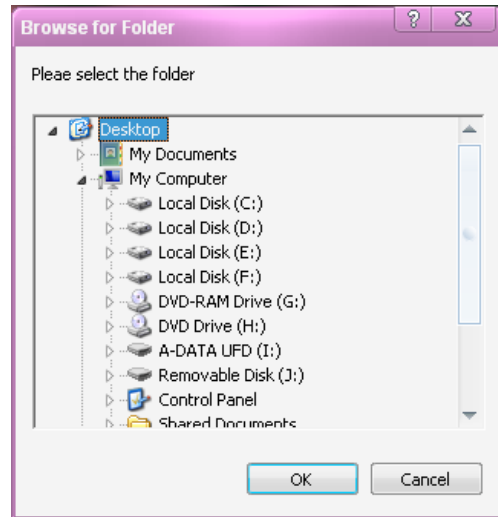 Browse for Folder
Pleae select the folder
Desktop
My Documents
My Computer
Local Disk (C:)
Local Disk (D:)
Local Disk (E:)
Local Disk (F:)
DVD-RAM Drive (G:)
DVD Drive (H:)
A-DATA UFD (I:)
Removable Disk (J:)
Control Panel
Shared Documents
OK Cancel